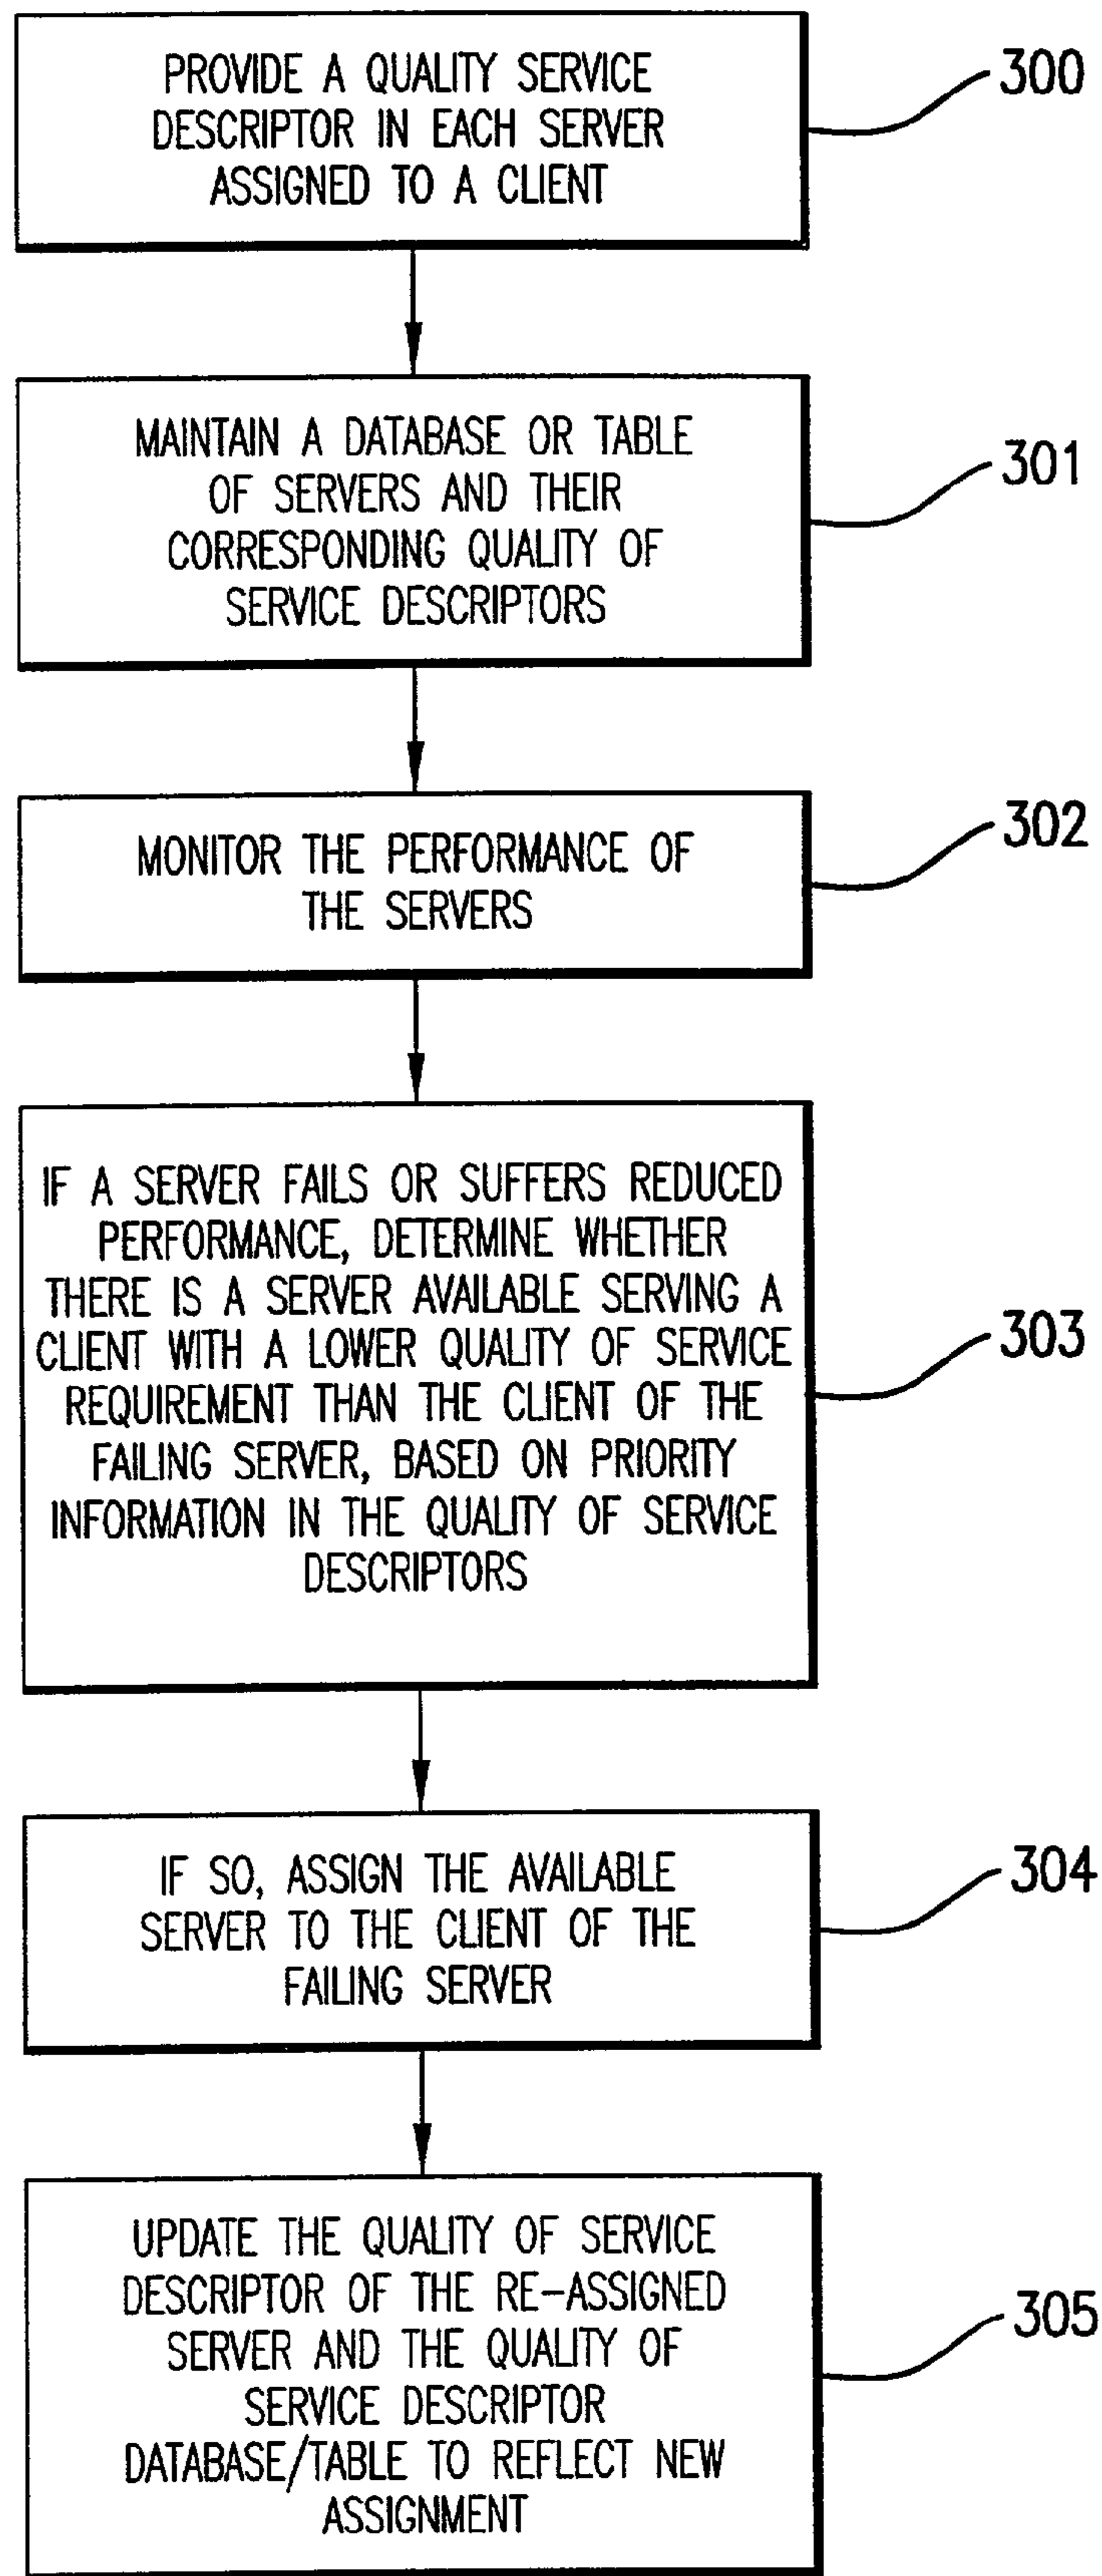 PROVIDE A QUALITY SERVICE
DESCRIPTOR IN EACH SERVER
ASSIGNED TO A CLIENT
300
MAINTAIN A DATABASE OR TABLE
OF SERVERS AND THEIR
CORRESPONDING QUALITY OF
SERVICE DESCRIPTORS
301
MONITOR THE PERFORMANCE OF
THE SERVERS
302
IF A SERVER FAILS OR SUFFERS REDUCED
PERFORMANCE, DETERMINE WHETHER
THERE IS A SERVER AVAILABLE SERVING A
CLIENT WITH A LOWER QUALITY OF SERVICE
REQUIREMENT THAN THE CLIENT OF THE
FAILING SERVER, BASED ON PRIORITY
INFORMATION IN THE QUALITY OF SERVICE
DESCRIPTORS
303
IF SO, ASSIGN THE AVAILABLE
SERVER TO THE CLIENT OF THE
FAILING SERVER
304
UPDATE THE QUALITY OF SERVICE
DESCRIPTOR OF THE RE-ASSIGNED
SERVER AND THE QUALITY OF
SERVICE DESCRIPTOR
DATABASE/TABLE TO REFLECT NEW
ASSIGNMENT
305